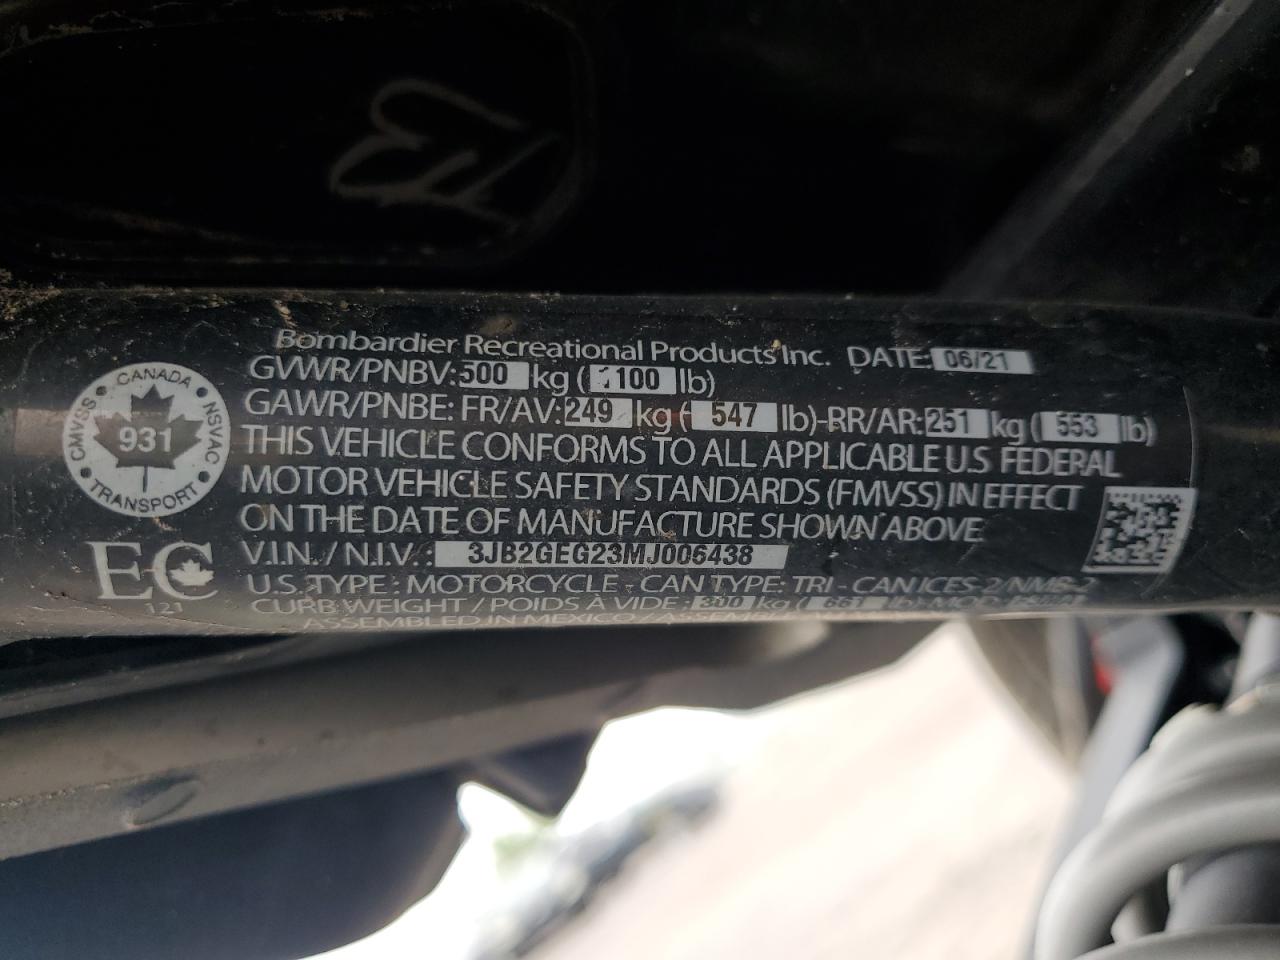 Bombardier Recreational Products Inc. DATE: 06/21
GVWR/PNBV: 500 kg (1100 lb)
GAWR/PNBE: FR/AV: 249 kg (547 lb)-RR/AR: 251 kg (553 lb)
THIS VEHICLE CONFORMS TO ALL APPLICABLE U.S FEDERAL
MOTOR VEHICLE SAFETY STANDARDS (FMVSS) IN EFFECT
ON THE DATE OF MANUFACTURE SHOWN ABOVE
V.I.N. / N.I.V. : 3JB2GEG23MJ006438
U.S. TYPE : MOTORCYCLE - CAN TYPE: TRI - CAN ICES-2/NMB-2
CURB WEIGHT / POIDS À VIDE : 300 kg (661 lb)
ASSEMBLED IN MEXICO /
CANADA
CMVSS NSVAC
931
TRANSPORT
EC
121